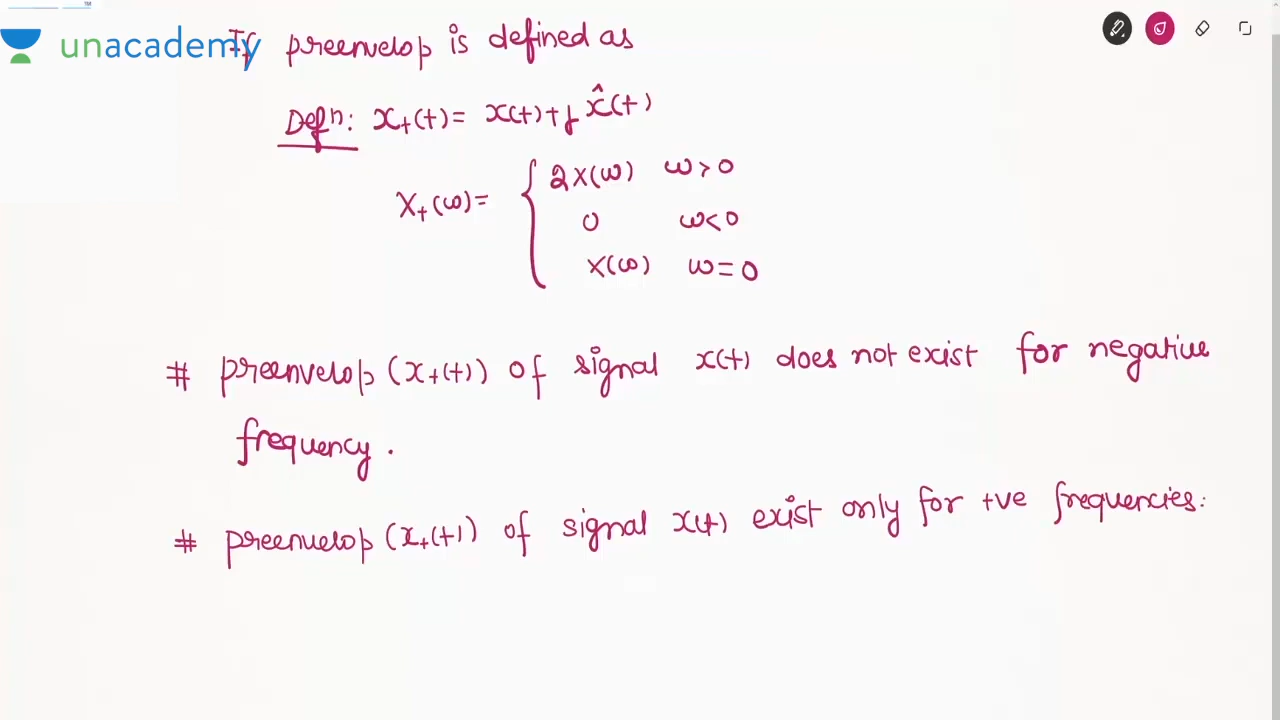 TM
unacademy
If preenvelop is defined as
Defⁿ: x₊(t) = x(t) + j x̂(t)
X₊(ω) = { 2X(ω) ω > 0
0 ω < 0
X(ω) ω = 0
# preenvelop (x₊(t)) of signal x(t) does not exist for negative
frequency .
# preenvelop (x₊(t)) of signal x(t) exist only for +ve frequencies.